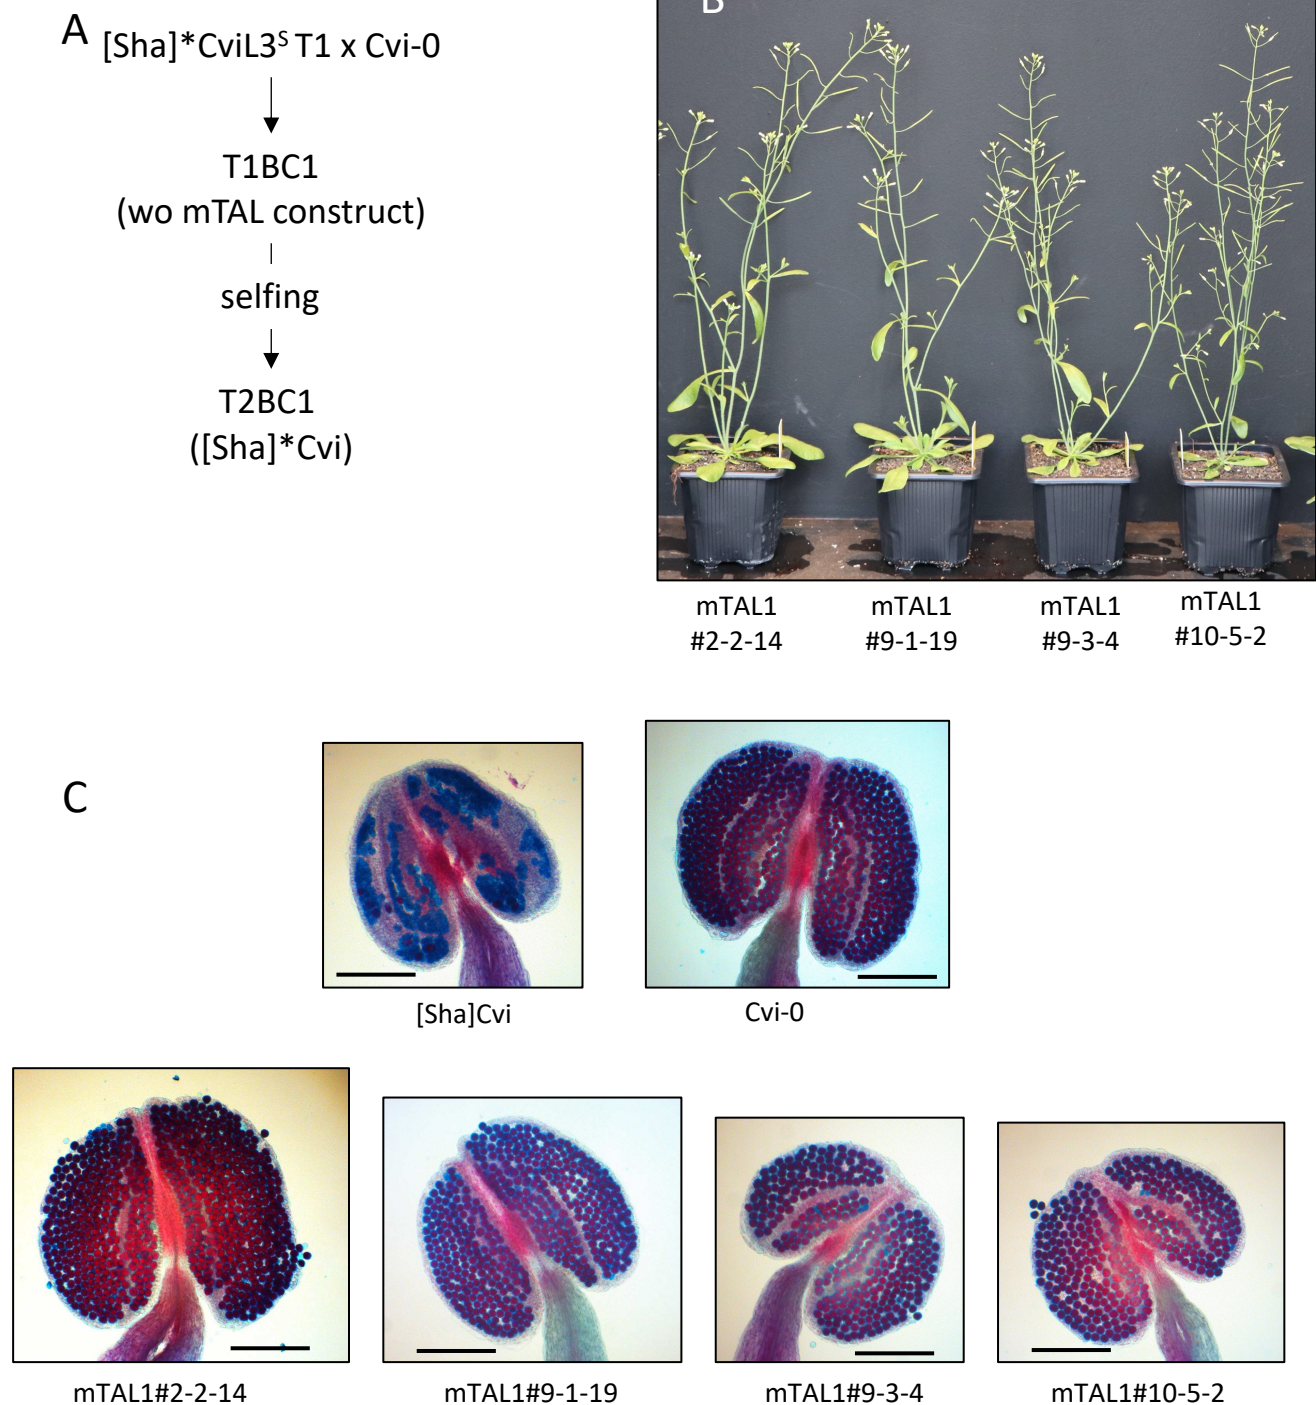 A
[Sha]*CviL3ˢ T1 x Cvi-0
T1BC1
(wo mTAL construct)
selfing
T2BC1
([Sha]*Cvi)
B
mTAL1
#2-2-14
mTAL1
#9-1-19
mTAL1
#9-3-4
mTAL1
#10-5-2
C
[Sha]Cvi
Cvi-0
mTAL1#2-2-14
mTAL1#9-1-19
mTAL1#9-3-4
mTAL1#10-5-2